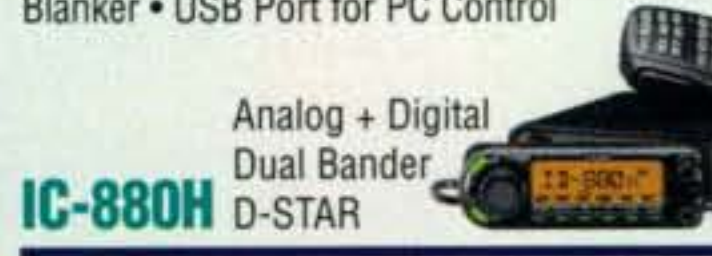 Blanker • USB Port for PC Control
Analog + Digital
Dual Bander
IC-880H D-STAR